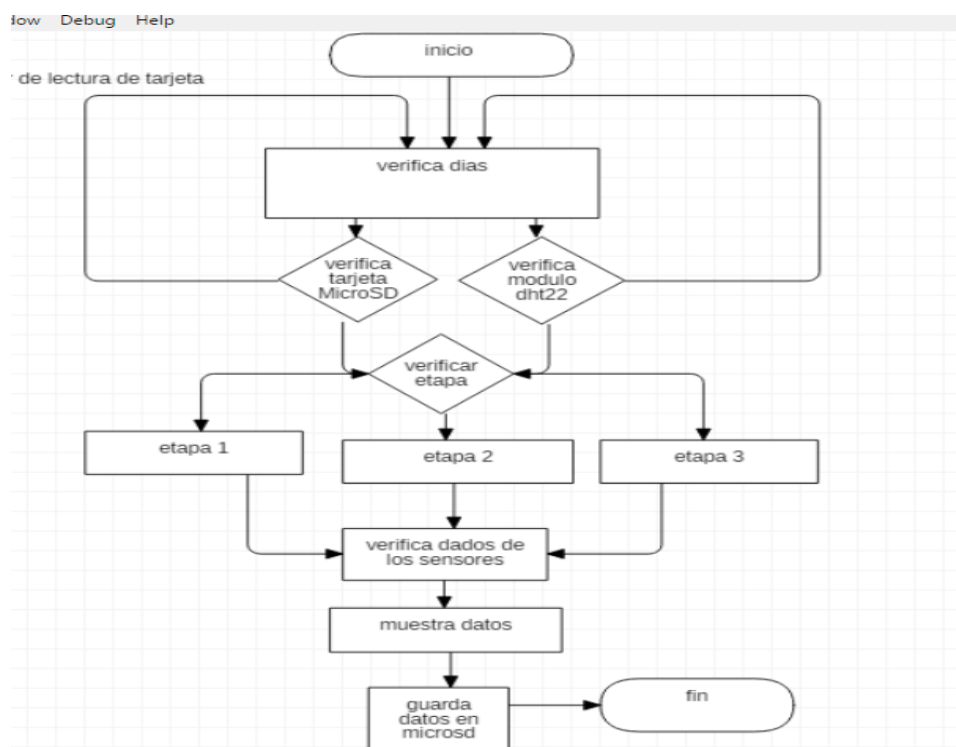 Debug Help
inicio
de lectura de tarjeta
verifica dias
verifica
tarjeta
MicroSD
verifica
modulo
dht22
verificar
etapa
etapa 1
etapa 2
etapa 3
verifica dados de
los sensores
muestra datos
guarda
datos en
microsd
fin